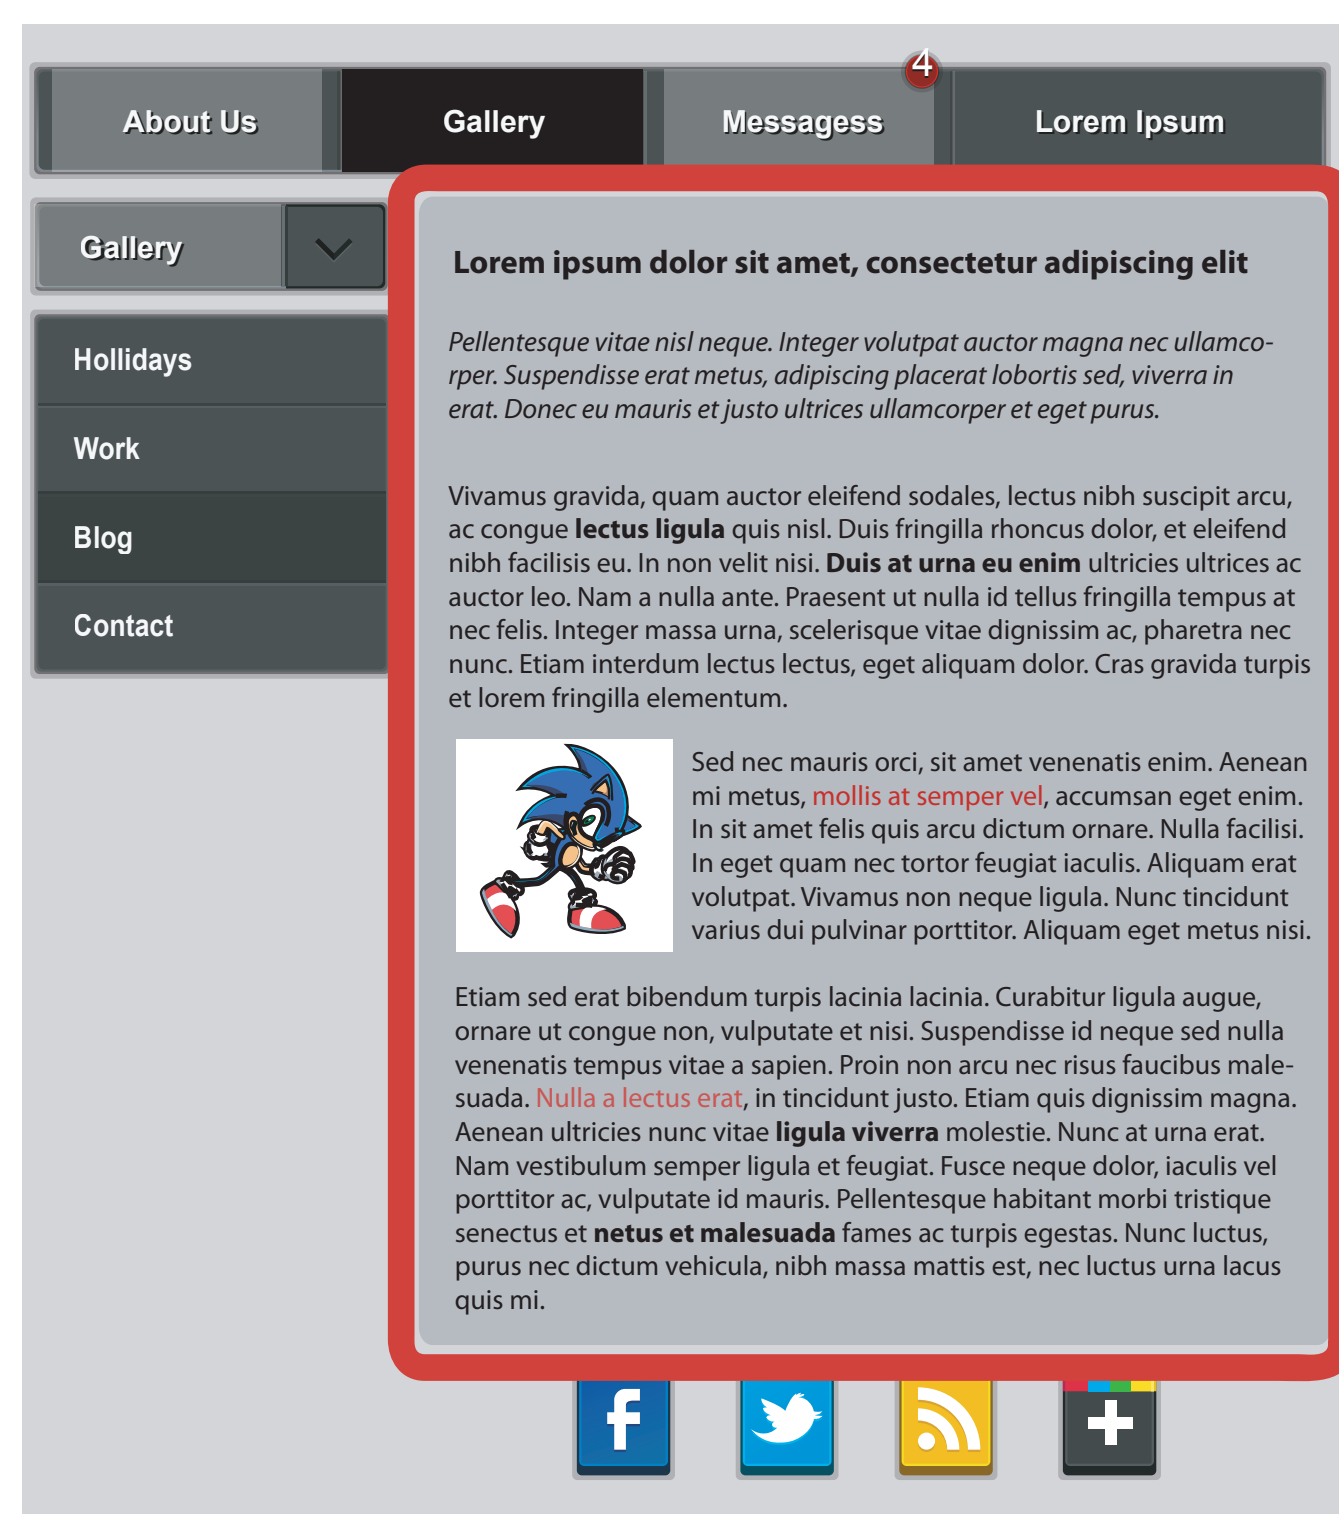 4
About Us
Gallery
Messagess
Lorem Ipsum
Gallery
Hollidays
Work
Blog
Contact
Lorem ipsum dolor sit amet, consectetur adipiscing elit
Pellentesque vitae nisl neque. Integer volutpat auctor magna nec ullamco-
rper. Suspendisse erat metus, adipiscing placerat lobortis sed, viverra in
erat. Donec eu mauris et justo ultrices ullamcorper et eget purus.
Vivamus gravida, quam auctor eleifend sodales, lectus nibh suscipit arcu,
ac congue lectus ligula quis nisl. Duis fringilla rhoncus dolor, et eleifend
nibh facilisis eu. In non velit nisi. Duis at urna eu enim ultricies ultrices ac
auctor leo. Nam a nulla ante. Praesent ut nulla id tellus fringilla tempus at
nec felis. Integer massa urna, scelerisque vitae dignissim ac, pharetra nec
nunc. Etiam interdum lectus lectus, eget aliquam dolor. Cras gravida turpis
et lorem fringilla elementum.
Sed nec mauris orci, sit amet venenatis enim. Aenean
mi metus, mollis at semper vel, accumsan eget enim.
In sit amet felis quis arcu dictum ornare. Nulla facilisi.
In eget quam nec tortor feugiat iaculis. Aliquam erat
volutpat. Vivamus non neque ligula. Nunc tincidunt
varius dui pulvinar porttitor. Aliquam eget metus nisi.
Etiam sed erat bibendum turpis lacinia lacinia. Curabitur ligula augue,
ornare ut congue non, vulputate et nisi. Suspendisse id neque sed nulla
venenatis tempus vitae a sapien. Proin non arcu nec risus faucibus male-
suada. Nulla a lectus erat, in tincidunt justo. Etiam quis dignissim magna.
Aenean ultricies nunc vitae ligula viverra molestie. Nunc at urna erat.
Nam vestibulum semper ligula et feugiat. Fusce neque dolor, iaculis vel
porttitor ac, vulputate id mauris. Pellentesque habitant morbi tristique
senectus et netus et malesuada fames ac turpis egestas. Nunc luctus,
purus nec dictum vehicula, nibh massa mattis est, nec luctus urna lacus
quis mi.
f